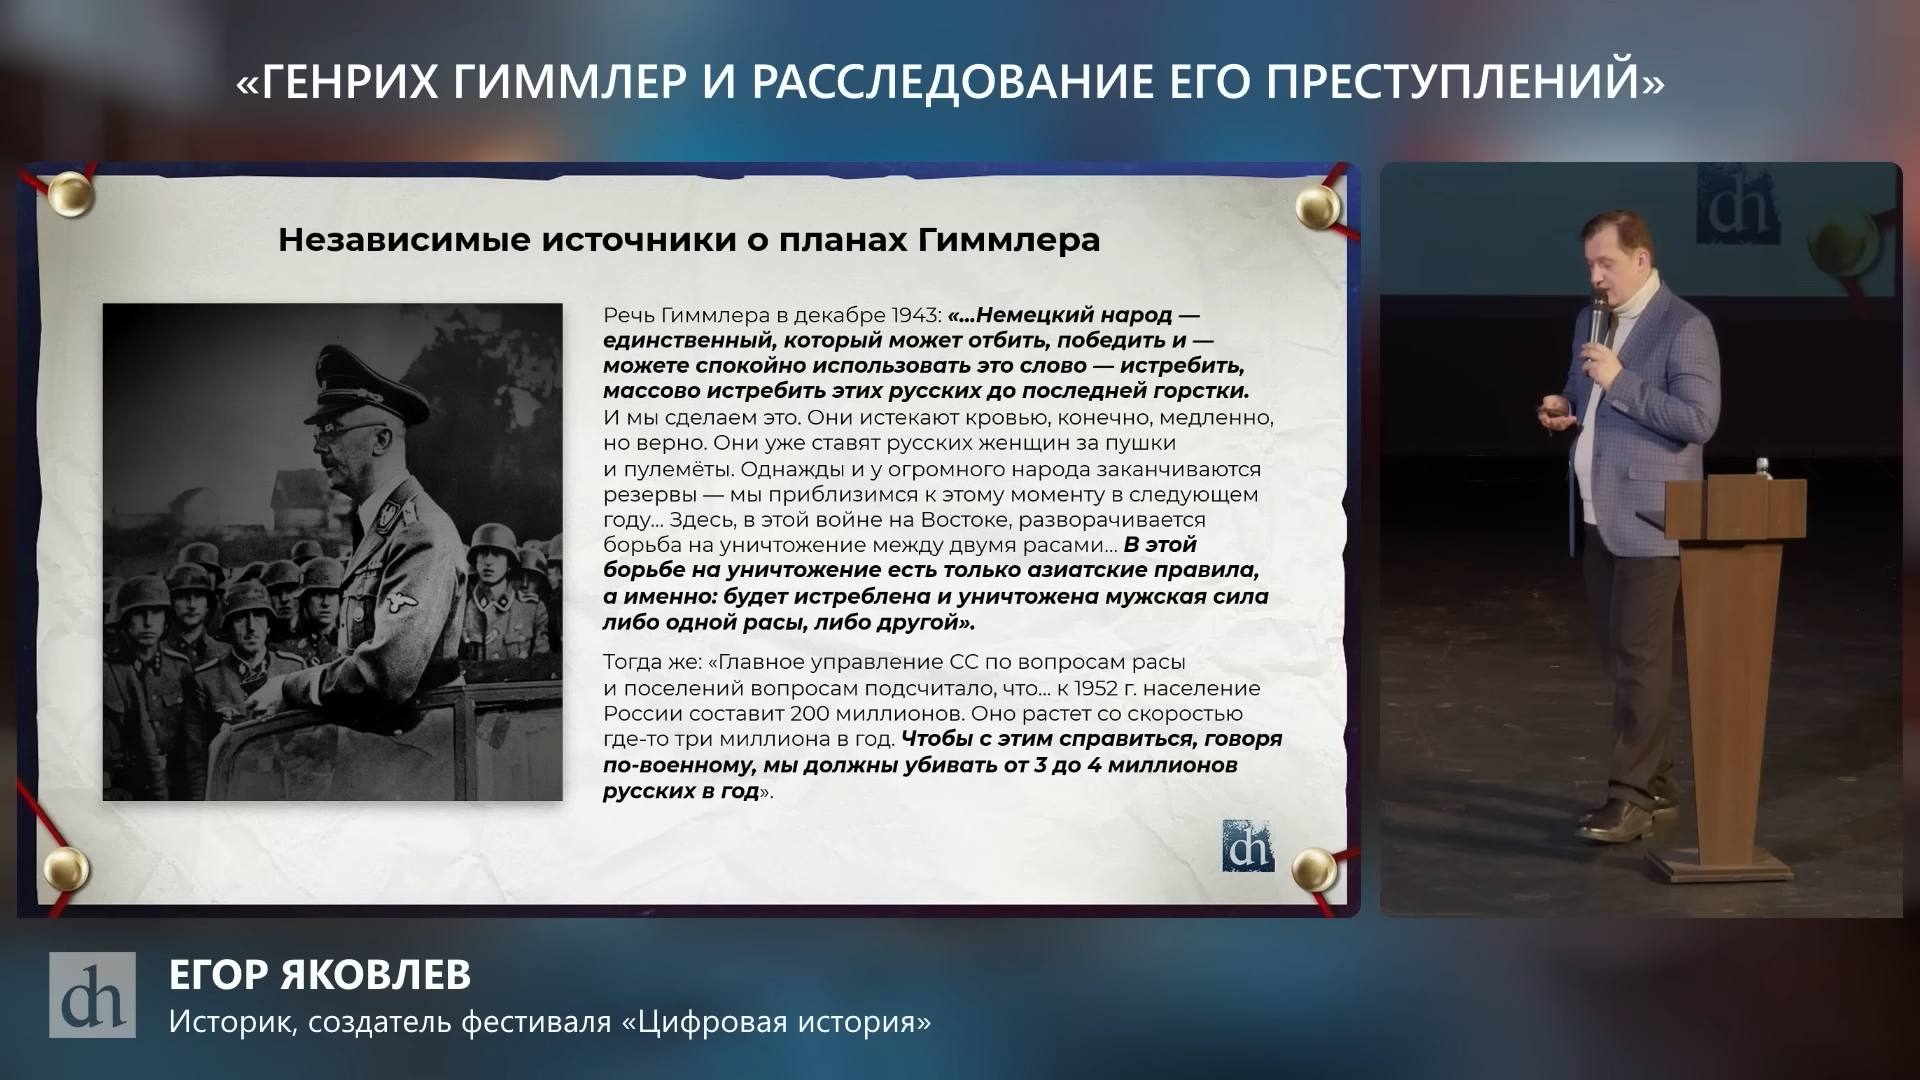 «ГЕНРИХ ГИММЛЕР И РАССЛЕДОВАНИЕ ЕГО ПРЕСТУПЛЕНИЙ»
Независимые источники о планах Гиммлера
Речь Гиммлера в декабре 1943: «...Немецкий народ —
единственный, который может отбить, победить и —
можете спокойно использовать это слово — истребить,
массово истребить этих русских до последней горстки.
И мы сделаем это. Они истекают кровью, конечно, медленно,
но верно. Они уже ставят русских женщин за пушки
и пулемёты. Однажды и у огромного народа заканчиваются
резервы — мы приблизимся к этому моменту в следующем
году... Здесь, в этой войне на Востоке, разворачивается
борьба на уничтожение между двумя расами... В этой
борьбе на уничтожение есть только азиатские правила,
а именно: будет истреблена и уничтожена мужская сила
либо одной расы, либо другой».
Тогда же: «Главное управление СС по вопросам расы
и поселений вопросам подсчитало, что... к 1952 г. население
России составит 200 миллионов. Оно растет со скоростью
где-то три миллиона в год. Чтобы с этим справиться, говоря
по-военному, мы должны убивать от 3 до 4 миллионов
русских в год».
dh
dh
dh
ЕГОР ЯКОВЛЕВ
Историк, создатель фестиваля «Цифровая история»